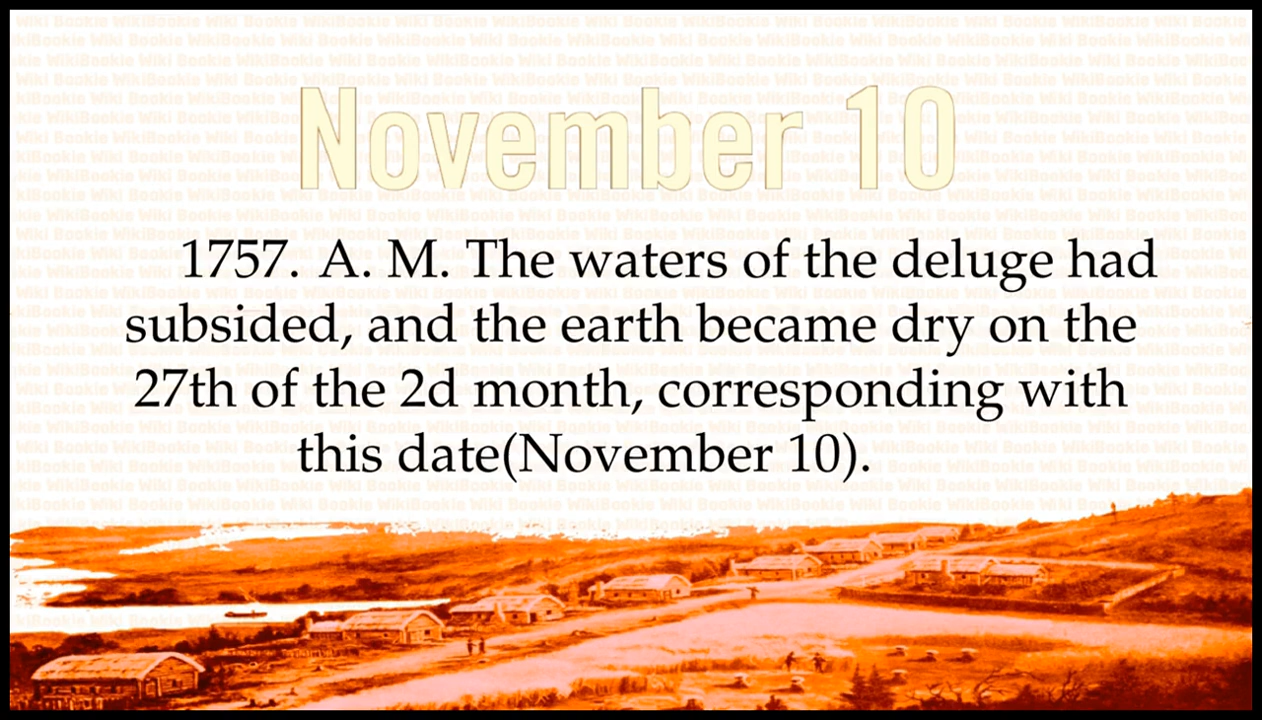 November 10
1757. A. M. The waters of the deluge had
subsided, and the earth became dry on the
27th of the 2d month, corresponding with
this date(November 10).